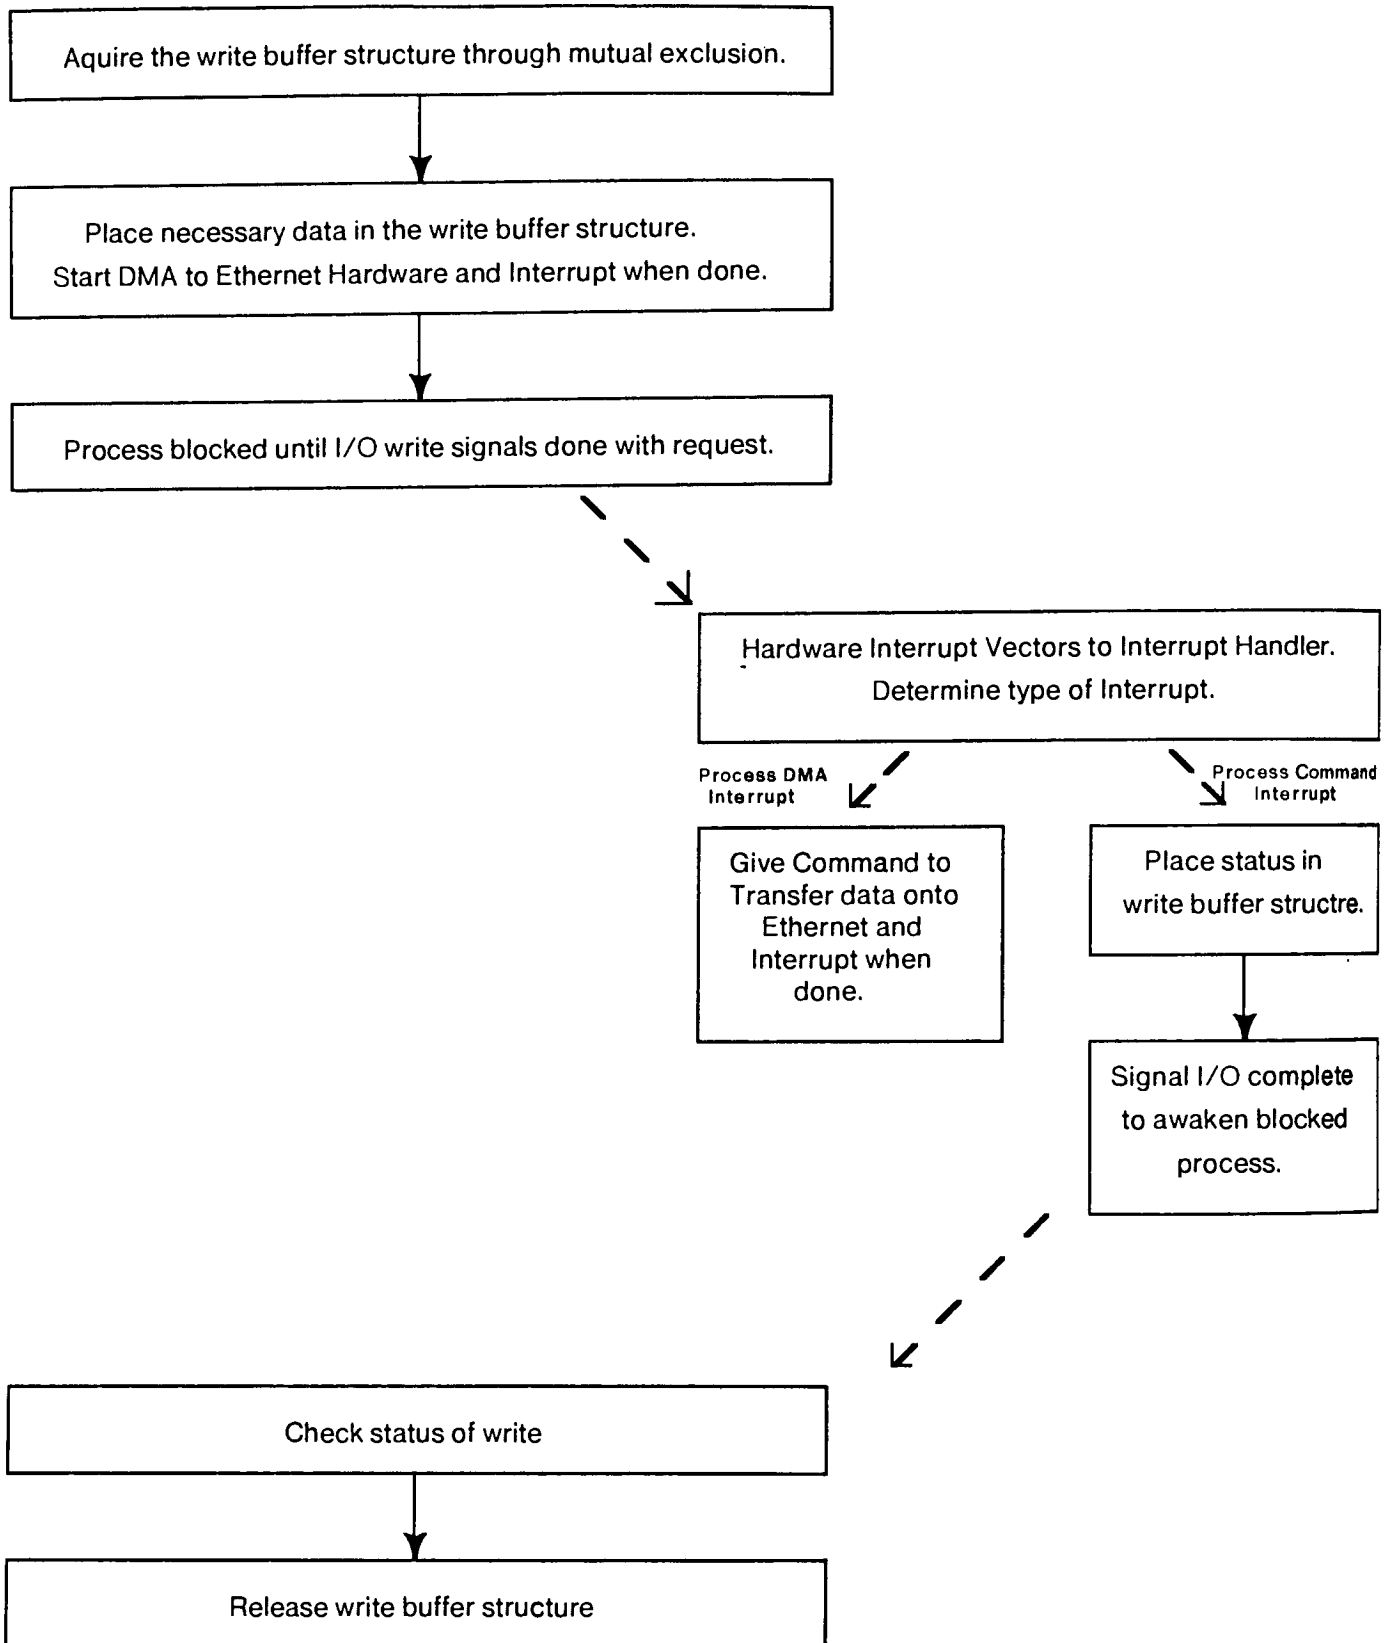 Aquire the write buffer structure through mutual exclusion.
Place necessary data in the write buffer structure.
Start DMA to Ethernet Hardware and Interrupt when done.
Process blocked until I/O write signals done with request.
Hardware Interrupt Vectors to Interrupt Handler.
Determine type of Interrupt.
Process DMA
Interrupt
Process Command
Interrupt
Give Command to
Transfer data onto
Ethernet and
Interrupt when
done.
Place status in
write buffer structre.
Signal I/O complete
to awaken blocked
process.
Check status of write
Release write buffer structure